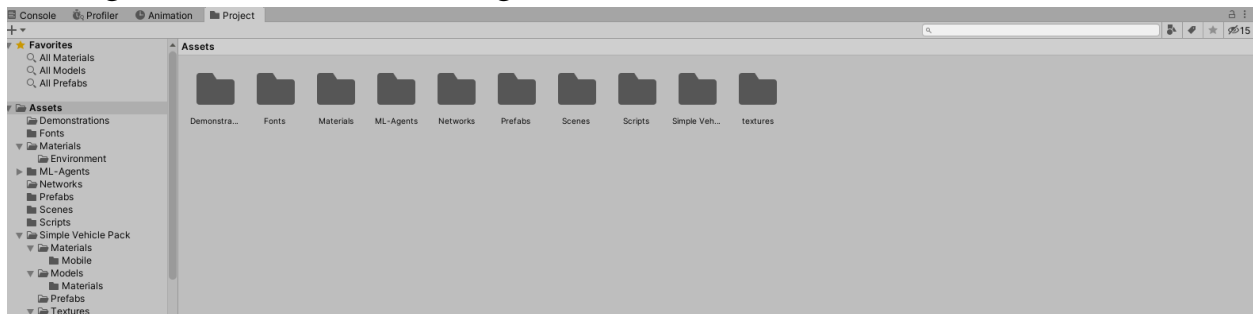 Console Profiler Animation Project
15
Favorites
All Materials
All Models
All Prefabs
Assets
Demonstrations
Fonts
Materials
Environment
ML-Agents
Networks
Prefabs
Scenes
Scripts
Simple Vehicle Pack
Materials
Mobile
Models
Materials
Prefabs
Textures
Assets
Demonstra... Fonts Materials ML-Agents Networks Prefabs Scenes Scripts Simple Veh... textures